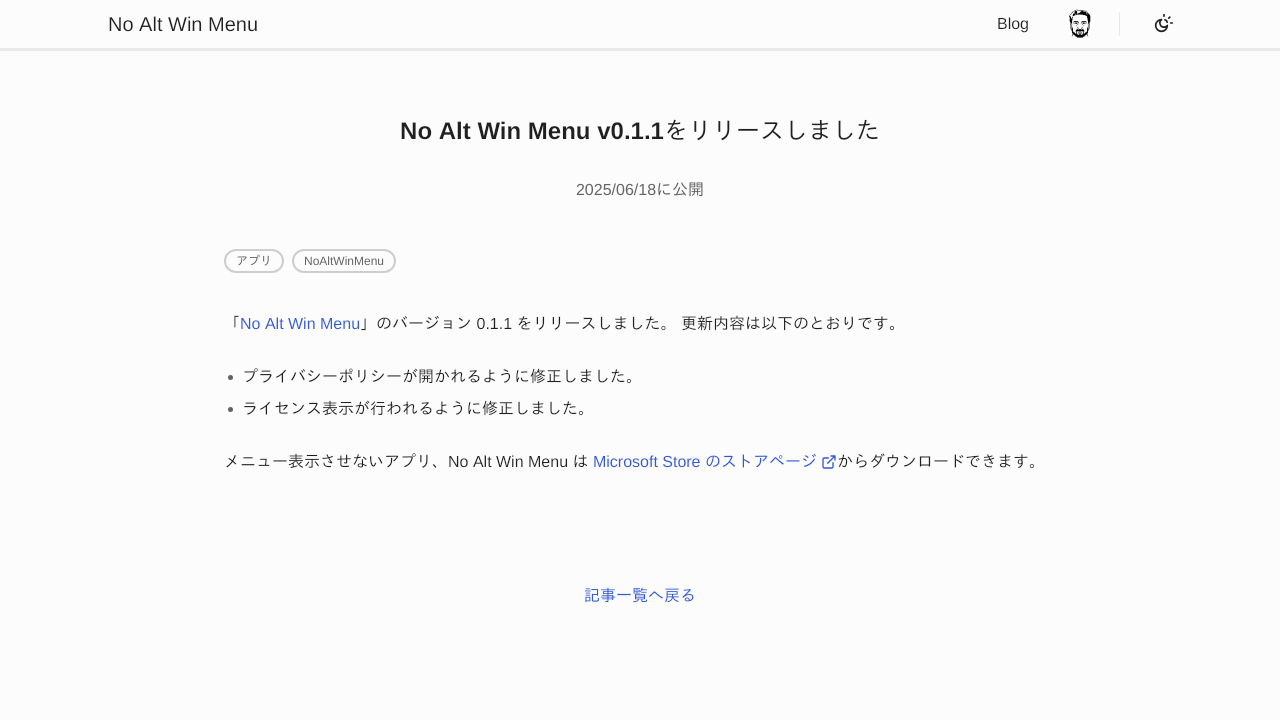 No Alt Win Menu
Blog
No Alt Win Menu v0.1.1をリリースしました
2025/06/18に公開
アプリ
NoAltWinMenu
「No Alt Win Menu」のバージョン 0.1.1 をリリースしました。 更新内容は以下のとおりです。
プライバシーポリシーが開かれるように修正しました。
ライセンス表示が行われるように修正しました。
メニュー表示させないアプリ、No Alt Win Menu は Microsoft Store のストアページからダウンロードできます。
記事一覧へ戻る